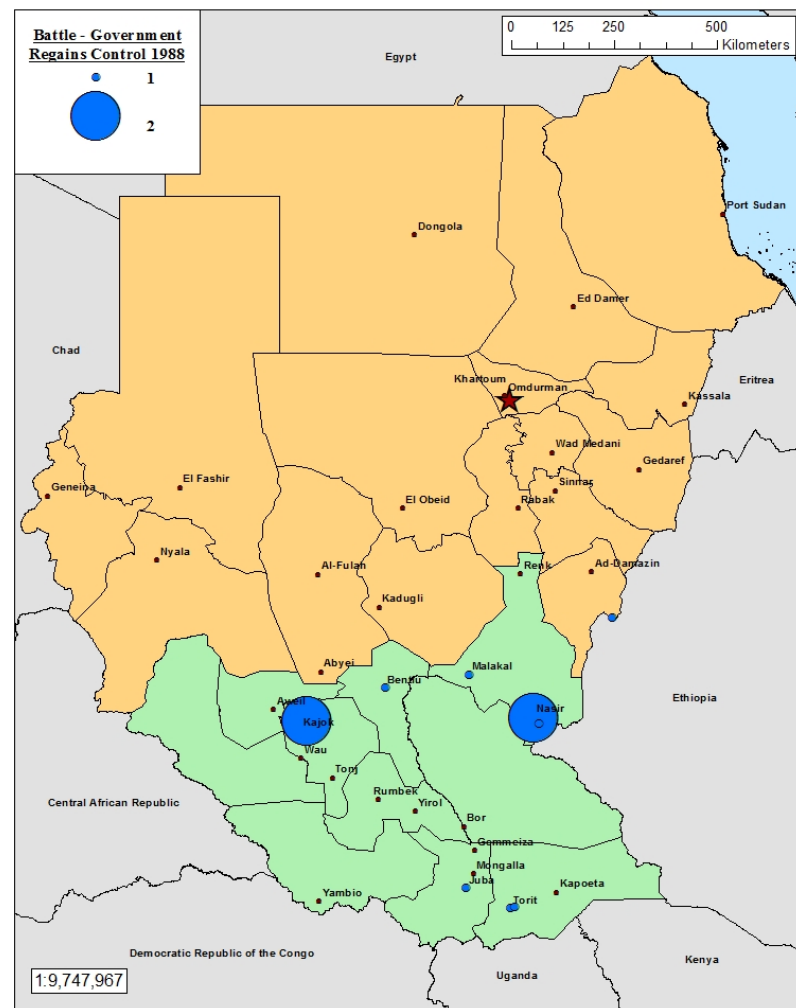 Battle - Government
Regains Control 1988
1
2
0 125 250 500
Kilometers
Egypt
Port Sudan
Dongola
Ed Damer
Chad
Khartoum
Omdurman
Eritrea
Kassala
Wad Medani
Gedaref
El Fashir
Sinnar
Geneina
El Obeid
Rabak
Nyala
Al-Fulah
Renk
Ad-Damazin
Kadugli
Abyei
Malakal
Bentiu
Ethiopia
Aweil
Nasir
Kajok
Wau
Tonj
Central African Republic
Rumbek
Yirol
Bor
Gemmeiza
Mongalla
Juba
Kapoeta
Yambio
Torit
Democratic Republic of the Congo
Kenya
Uganda
1:9,747,967